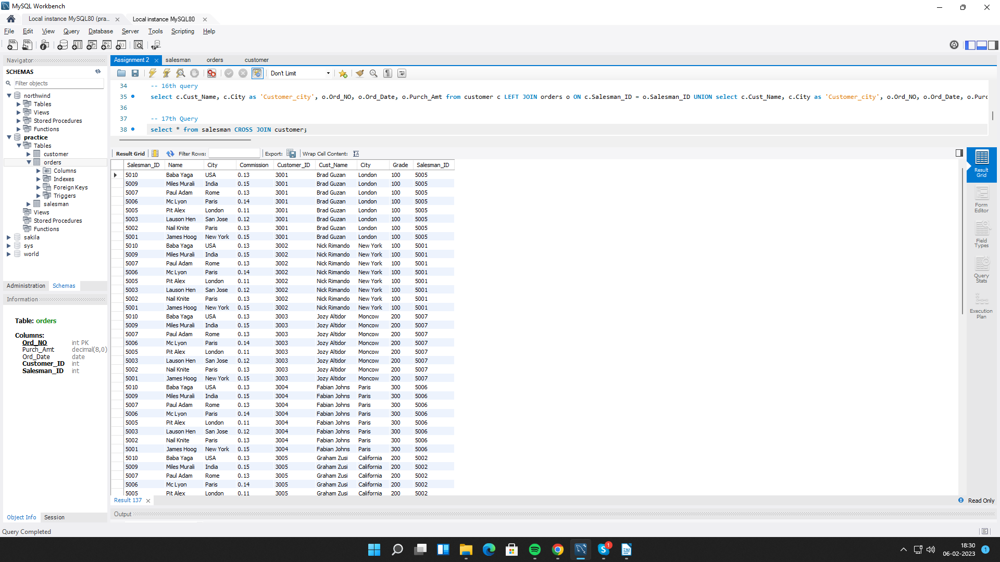 MySQL Workbench
Local instance MySQL80 (pra... Local instance MySQL80
File Edit View Query Database Server Tools Scripting Help
Navigator
SCHEMAS
Filter objects
northwind
Tables
Views
Stored Procedures
Functions
practice
Tables
customer
orders
Columns
Indexes
Foreign Keys
Triggers
salesman
Views
Stored Procedures
Functions
sakila
sys
world
Administration Schemas
Information
Table: orders
Columns:
Ord_NO int PK
Purch_Amt decimal(8,0)
Ord_Date date
Customer_ID int
Salesman_ID int
Object Info Session
Query Completed
Assignment 2 salesman orders customer
Don't Limit
34 -- 16th query
35 select c.Cust_Name, c.City as 'Customer_city', o.Ord_NO, o.Ord_Date, o.Purch_Amt from customer c LEFT JOIN orders o ON c.Salesman_ID = o.Salesman_ID UNION select c.Cust_Name, c.City as 'Customer_city', o.Ord_NO, o.Ord_Date, o.Purc
36
37 -- 17th Query
38 select * from salesman CROSS JOIN customer;
Result Grid Filter Rows: Export: Wrap Cell Content:
Salesman_ID Name City Commission Customer_ID Cust_Name City Grade Salesman_ID
5010 Baba Yaga USA 0.13 3001 Brad Guzan London 100 5005
5009 Miles Murali India 0.15 3001 Brad Guzan London 100 5005
5007 Paul Adam Rome 0.13 3001 Brad Guzan London 100 5005
5006 Mc Lyon Paris 0.14 3001 Brad Guzan London 100 5005
5005 Pit Alex London 0.11 3001 Brad Guzan London 100 5005
5003 Lauson Hen San Jose 0.12 3001 Brad Guzan London 100 5005
5002 Nail Knite Paris 0.13 3001 Brad Guzan London 100 5005
5001 James Hoog New York 0.15 3001 Brad Guzan London 100 5005
5010 Baba Yaga USA 0.13 3002 Nick Rimando New York 100 5001
5009 Miles Murali India 0.15 3002 Nick Rimando New York 100 5001
5007 Paul Adam Rome 0.13 3002 Nick Rimando New York 100 5001
5006 Mc Lyon Paris 0.14 3002 Nick Rimando New York 100 5001
5005 Pit Alex London 0.11 3002 Nick Rimando New York 100 5001
5003 Lauson Hen San Jose 0.12 3002 Nick Rimando New York 100 5001
5002 Nail Knite Paris 0.13 3002 Nick Rimando New York 100 5001
5001 James Hoog New York 0.15 3002 Nick Rimando New York 100 5001
5010 Baba Yaga USA 0.13 3003 Jozy Altidor Moncow 200 5007
5009 Miles Murali India 0.15 3003 Jozy Altidor Moncow 200 5007
5007 Paul Adam Rome 0.13 3003 Jozy Altidor Moncow 200 5007
5006 Mc Lyon Paris 0.14 3003 Jozy Altidor Moncow 200 5007
5005 Pit Alex London 0.11 3003 Jozy Altidor Moncow 200 5007
5003 Lauson Hen San Jose 0.12 3003 Jozy Altidor Moncow 200 5007
5002 Nail Knite Paris 0.13 3003 Jozy Altidor Moncow 200 5007
5001 James Hoog New York 0.15 3003 Jozy Altidor Moncow 200 5007
5010 Baba Yaga USA 0.13 3004 Fabian Johns Paris 300 5006
5009 Miles Murali India 0.15 3004 Fabian Johns Paris 300 5006
5007 Paul Adam Rome 0.13 3004 Fabian Johns Paris 300 5006
5006 Mc Lyon Paris 0.14 3004 Fabian Johns Paris 300 5006
5005 Pit Alex London 0.11 3004 Fabian Johns Paris 300 5006
5003 Lauson Hen San Jose 0.12 3004 Fabian Johns Paris 300 5006
5002 Nail Knite Paris 0.13 3004 Fabian Johns Paris 300 5006
5001 James Hoog New York 0.15 3004 Fabian Johns Paris 300 5006
5010 Baba Yaga USA 0.13 3005 Graham Zusi California 200 5002
5009 Miles Murali India 0.15 3005 Graham Zusi California 200 5002
5007 Paul Adam Rome 0.13 3005 Graham Zusi California 200 5002
5006 Mc Lyon Paris 0.14 3005 Graham Zusi California 200 5002
5005 Pit Alex London 0.11 3005 Graham Zusi California 200 5002
Result
Grid
Form
Editor
Field
Types
Query
Stats
Execution
Plan
Result 137 Read Only
Output
18:30
06-02-2023
1
1